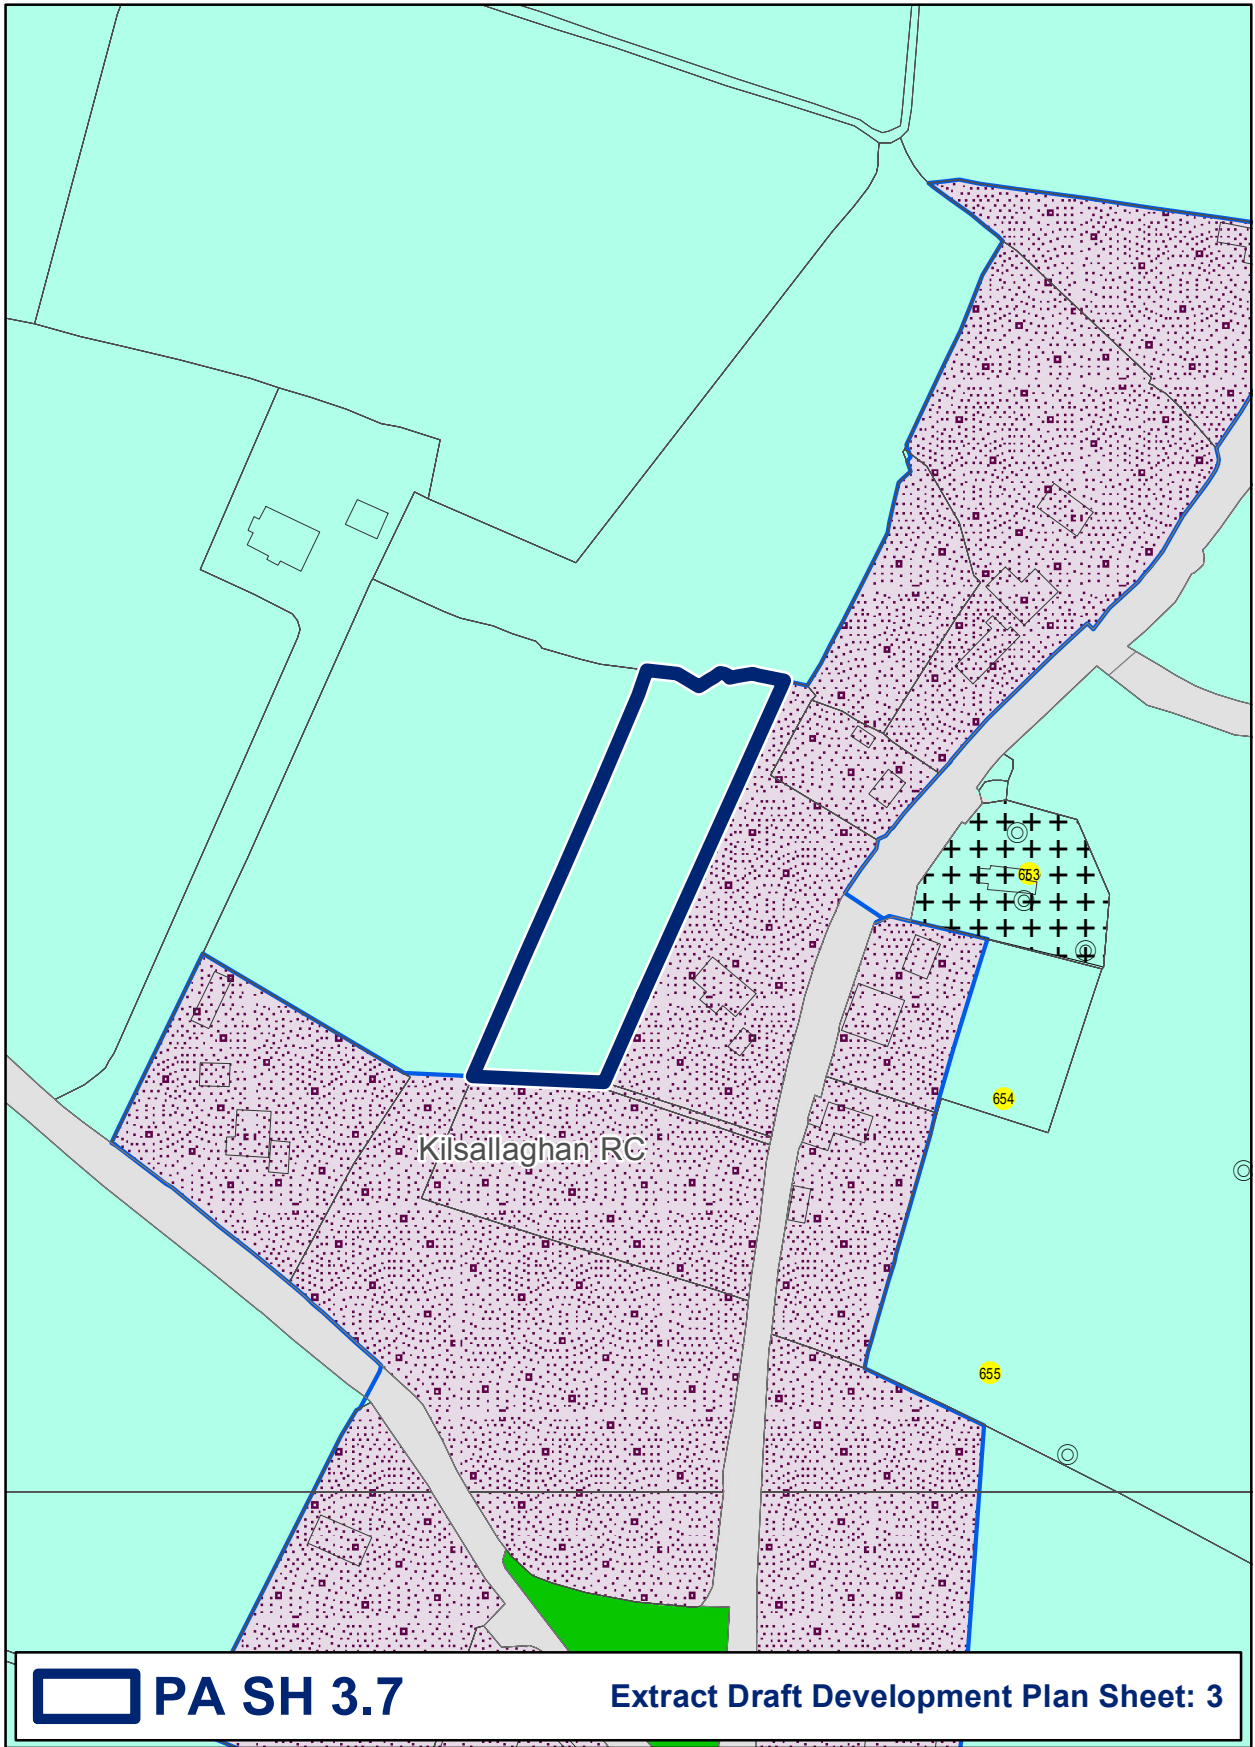 653
654
Kilsallaghan RC
655
PA SH 3.7
Extract Draft Development Plan Sheet: 3